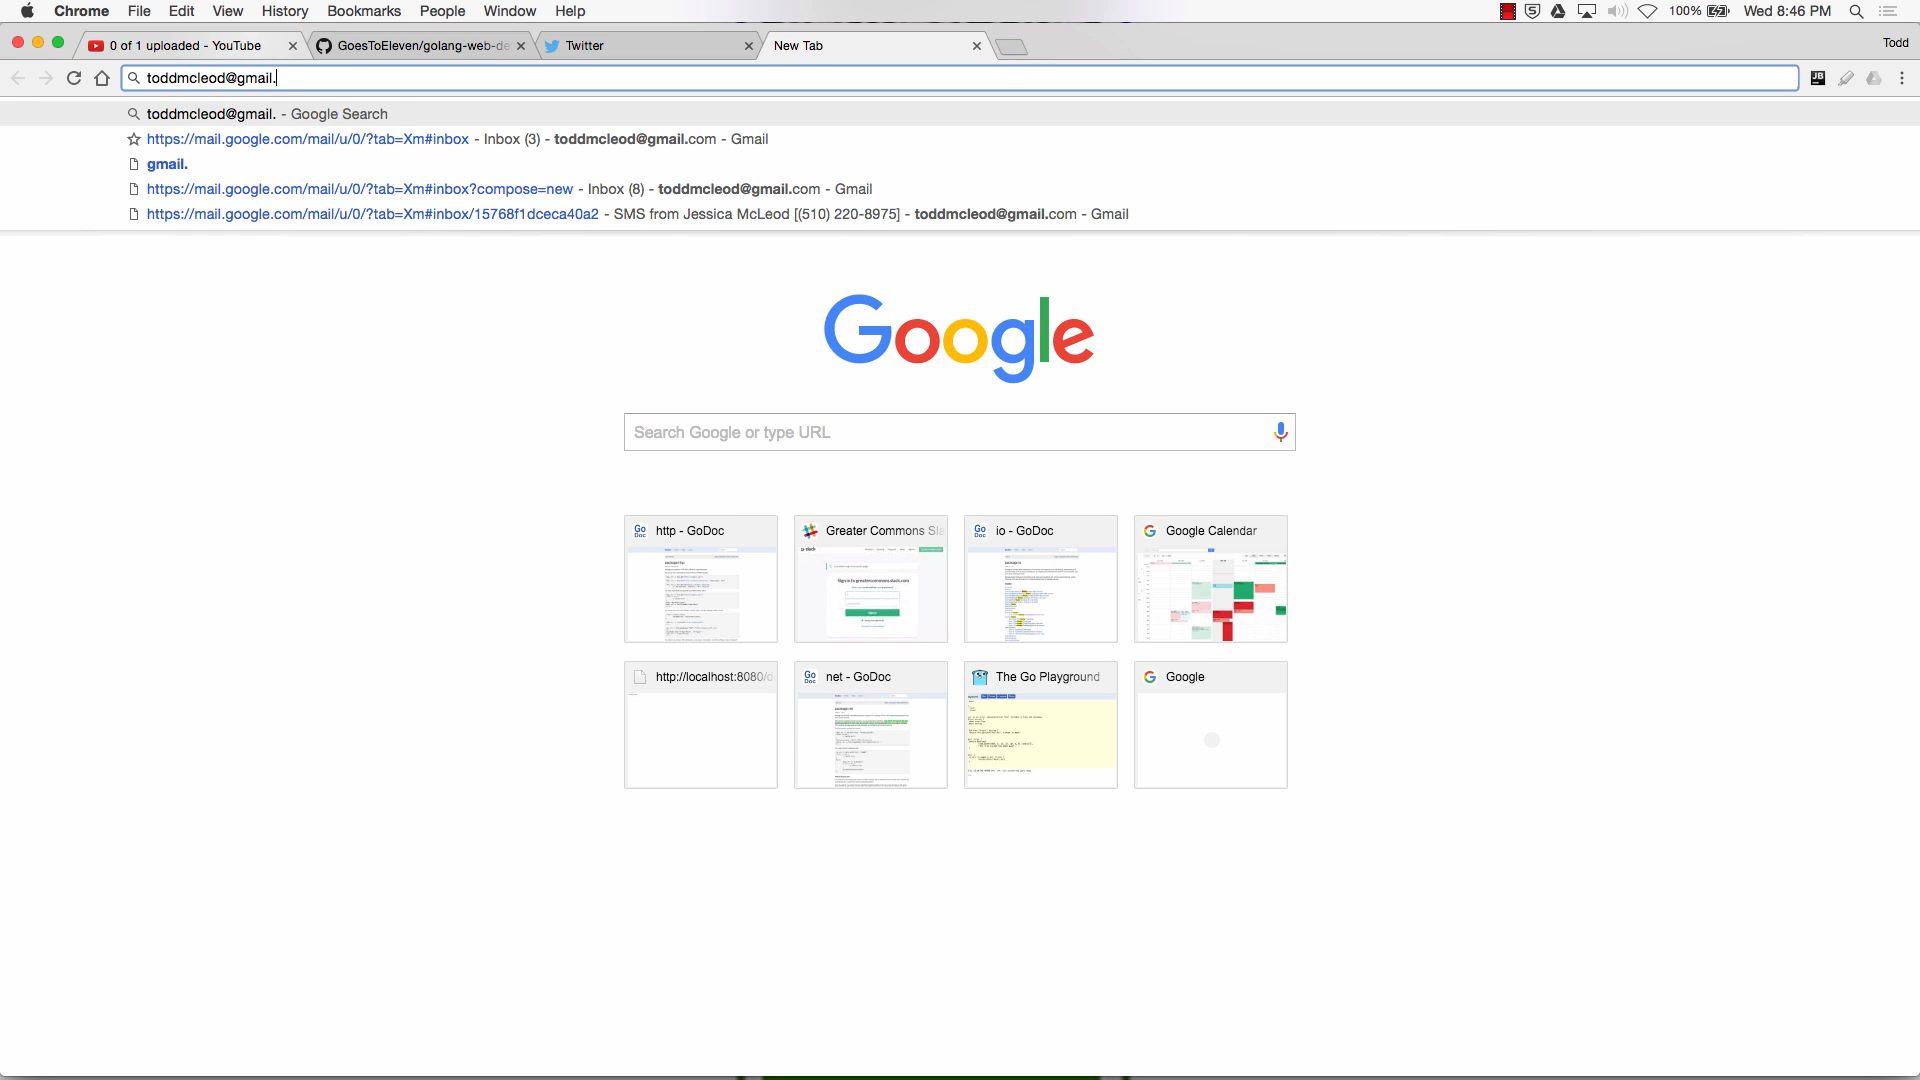 Chrome File Edit View History Bookmarks People Window Help 100% Wed 8:46 PM
0 of 1 uploaded - YouTube GoesToEleven/golang-web-de Twitter New Tab Todd
toddmcleod@gmail.
toddmcleod@gmail. - Google Search
https://mail.google.com/mail/u/0/?tab=Xm#inbox - Inbox (3) - toddmcleod@gmail.com - Gmail
gmail.
https://mail.google.com/mail/u/0/?tab=Xm#inbox?compose=new - Inbox (8) - toddmcleod@gmail.com - Gmail
https://mail.google.com/mail/u/0/?tab=Xm#inbox/15768f1dceca40a2 - SMS from Jessica McLeod [(510) 220-8975] - toddmcleod@gmail.com - Gmail
Google
Search Google or type URL
http - GoDoc Greater Commons Sla io - GoDoc Google Calendar
http://localhost:8080/d net - GoDoc The Go Playground Google